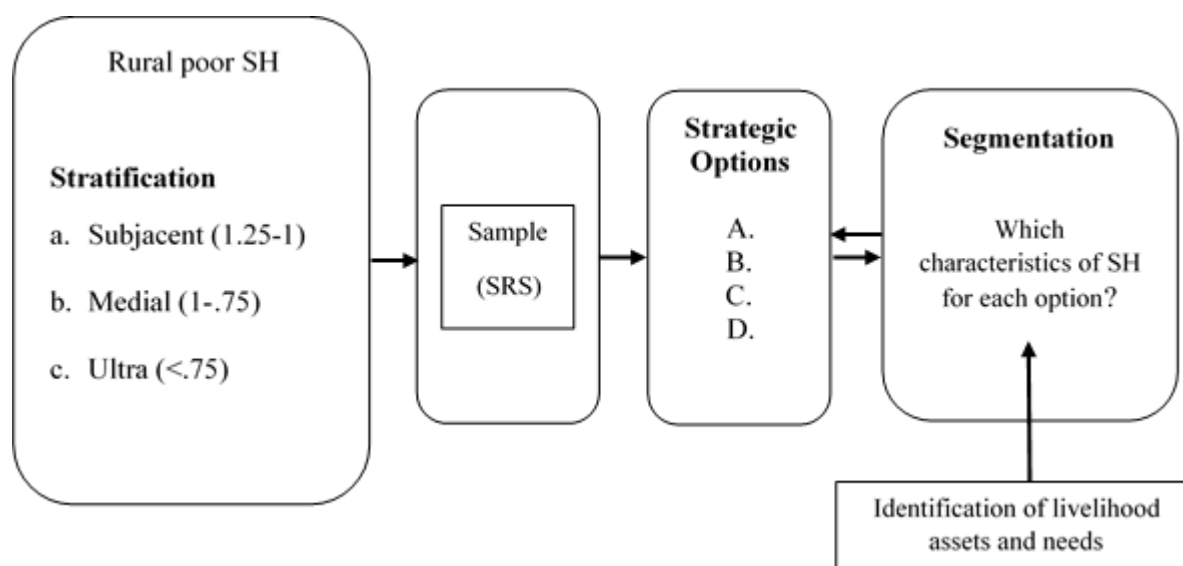 Rural poor SH
Stratification
a. Subjacent (1.25-1)
b. Medial (1-.75)
c. Ultra (<.75)
Sample
(SRS)
Strategic
Options
A.
B.
C.
D.
Segmentation
Which
characteristics of SH
for each option?
Identification of livelihood
assets and needs